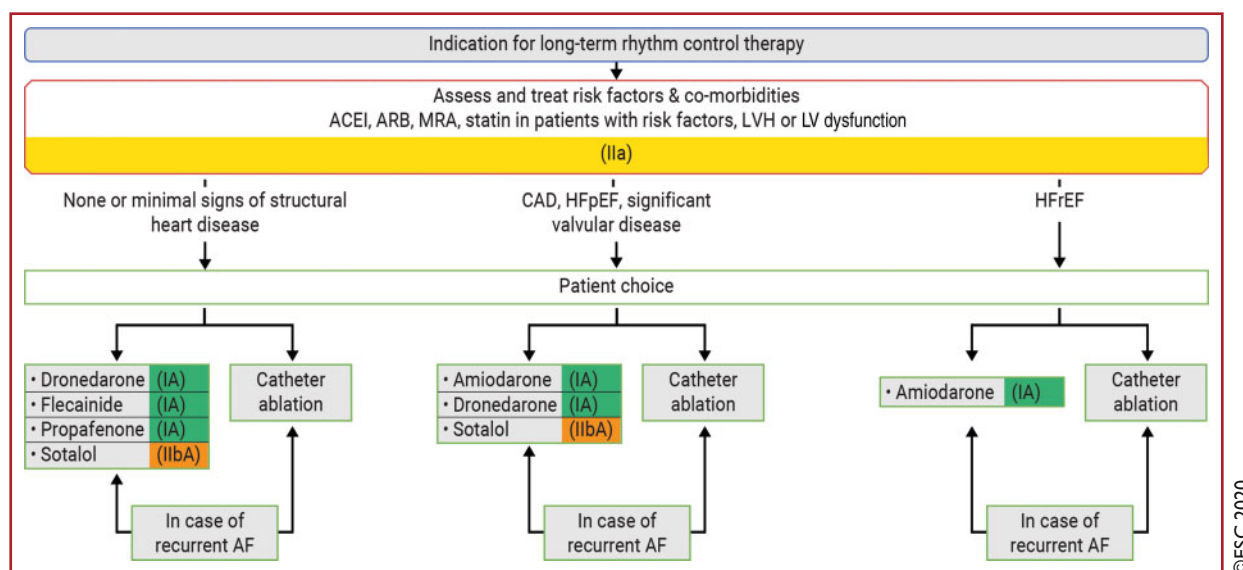 Indication for long-term rhythm control therapy
Assess and treat risk factors & co-morbidities
ACEI, ARB, MRA, statin in patients with risk factors, LVH or LV dysfunction
(IIa)
None or minimal signs of structural
heart disease
CAD, HFpEF, significant
valvular disease
HFrEF
Patient choice
• Dronedarone (IA)
• Flecainide (IA)
• Propafenone (IA)
• Sotalol (IIbA)
Catheter
ablation
• Amiodarone (IA)
• Dronedarone (IA)
• Sotalol (IIbA)
Catheter
ablation
• Amiodarone (IA)
Catheter
ablation
In case of
recurrent AF
In case of
recurrent AF
In case of
recurrent AF
©ESC 2020